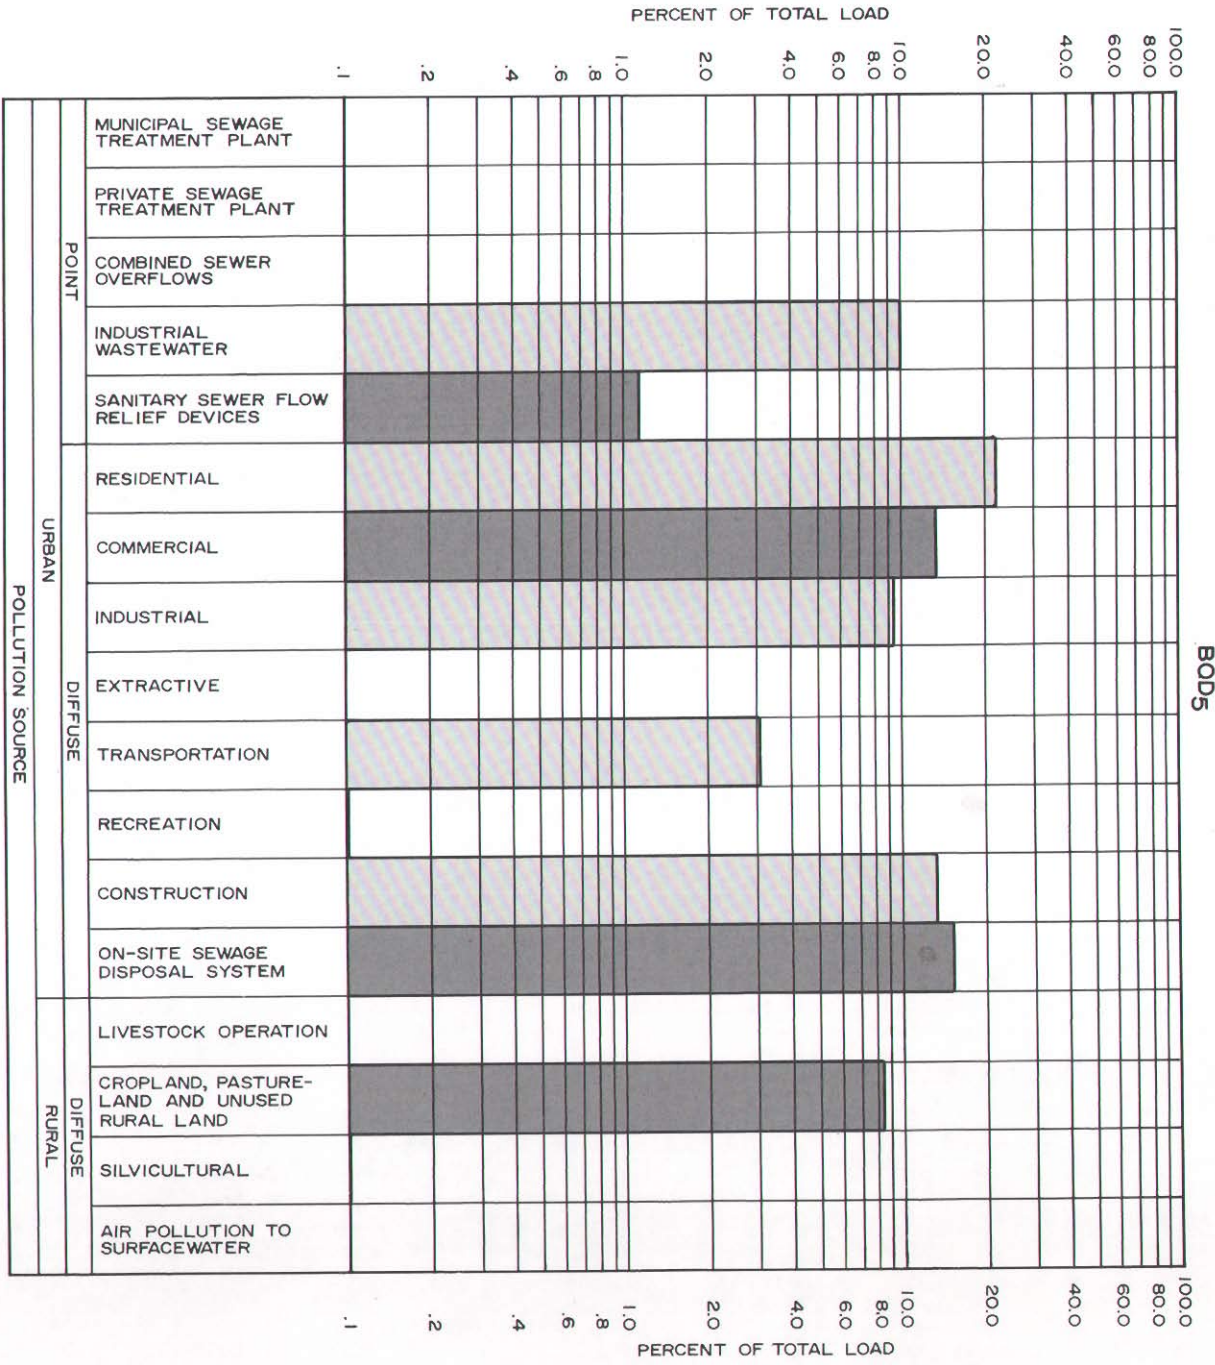 PERCENT OF TOTAL LOAD
.1 .2 .4 .6 .8 1.0 2.0 4.0 6.0 8.0 10.0 20.0 40.0 60.0 80.0 100.0
MUNICIPAL SEWAGE
TREATMENT PLANT
PRIVATE SEWAGE
TREATMENT PLANT
COMBINED SEWER
OVERFLOWS
INDUSTRIAL
WASTEWATER
SANITARY SEWER FLOW
RELIEF DEVICES
POINT
RESIDENTIAL
COMMERCIAL
INDUSTRIAL
EXTRACTIVE
TRANSPORTATION
RECREATION
CONSTRUCTION
ON-SITE SEWAGE
DISPOSAL SYSTEM
DIFFUSE
URBAN
LIVESTOCK OPERATION
CROPLAND, PASTURE-
LAND AND UNUSED
RURAL LAND
SILVICULTURAL
AIR POLLUTION TO
SURFACEWATER
DIFFUSE
RURAL
POLLUTION SOURCE
BOD5
.1 .2 .4 .6 .8 1.0 2.0 4.0 6.0 8.0 10.0 20.0 40.0 60.0 80.0 100.0
PERCENT OF TOTAL LOAD